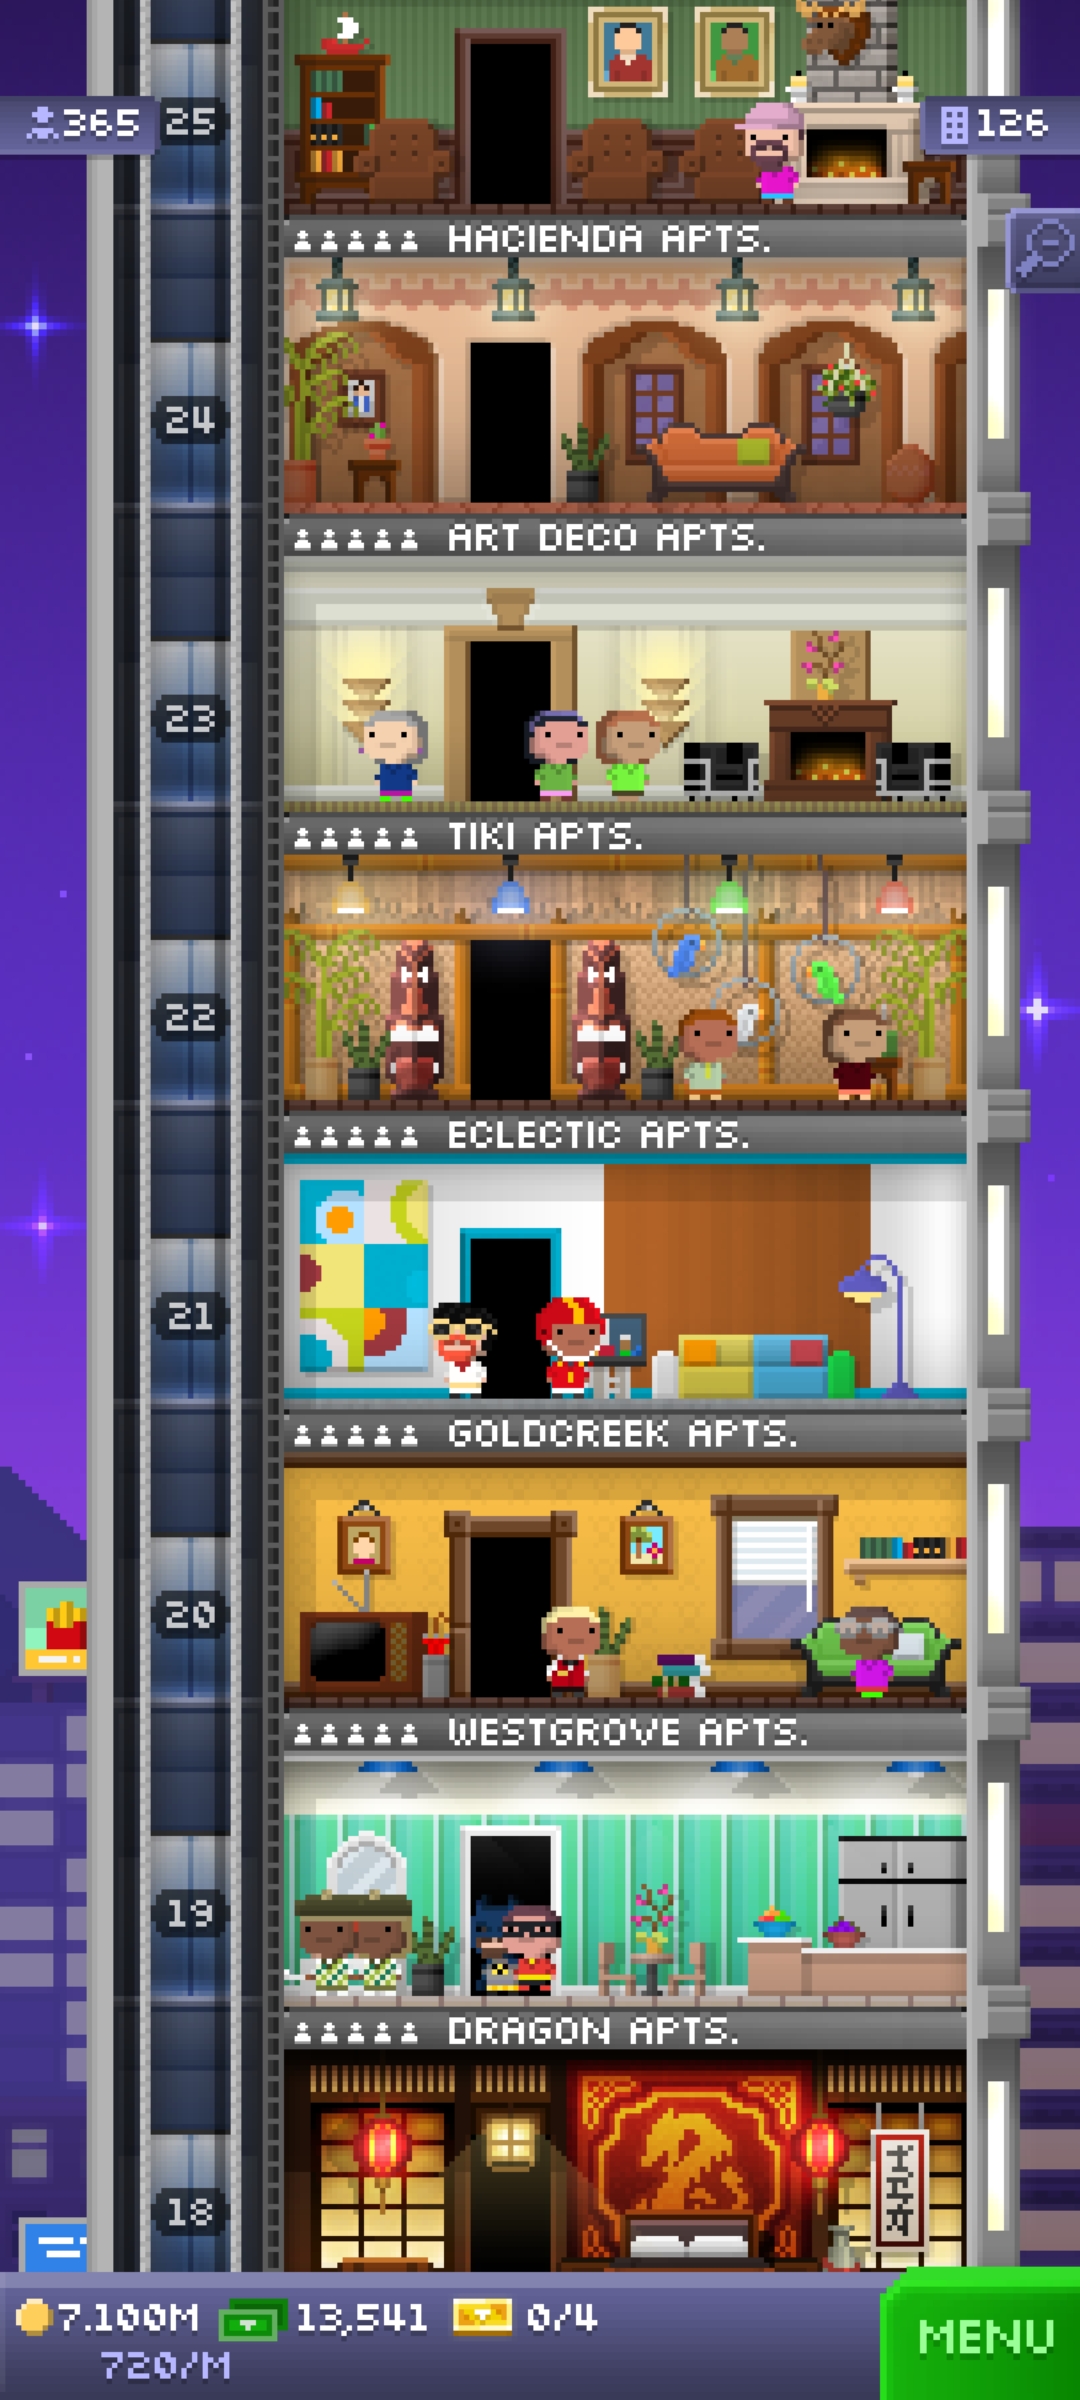 365
25
126
HACIENDA APTS.
24
ART DECO APTS.
23
TIKI APTS.
22
ECLECTIC APTS.
21
GOLDCREEK APTS.
20
WESTGROVE APTS.
19
DRAGON APTS.
18
7.100M 13,541 0/4
720/M
MENU